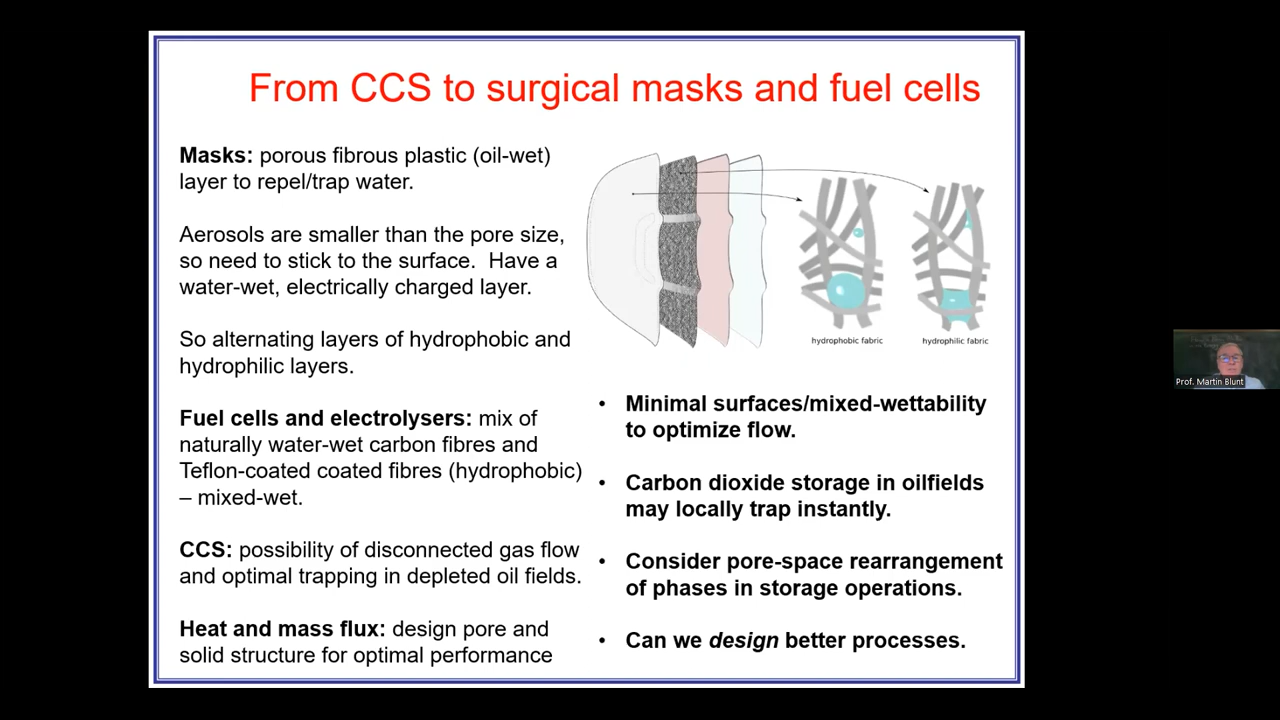 From CCS to surgical masks and fuel cells
Masks: porous fibrous plastic (oil-wet)
layer to repel/trap water.
Aerosols are smaller than the pore size,
so need to stick to the surface. Have a
water-wet, electrically charged layer.
So alternating layers of hydrophobic and
hydrophilic layers.
Fuel cells and electrolysers: mix of
naturally water-wet carbon fibres and
Teflon-coated coated fibres (hydrophobic)
– mixed-wet.
CCS: possibility of disconnected gas flow
and optimal trapping in depleted oil fields.
Heat and mass flux: design pore and
solid structure for optimal performance
hydrophobic fabric
hydrophilic fabric
• Minimal surfaces/mixed-wettability
to optimize flow.
• Carbon dioxide storage in oilfields
may locally trap instantly.
• Consider pore-space rearrangement
of phases in storage operations.
• Can we design better processes.
Prof. Martin Blunt